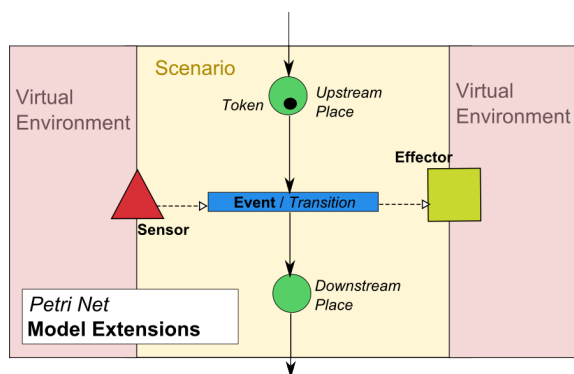 Scenario
Virtual
Environment
Virtual
Environment
Token
Upstream
Place
Effector
Event / Transition
Sensor
Downstream
Place
Petri Net
Model Extensions